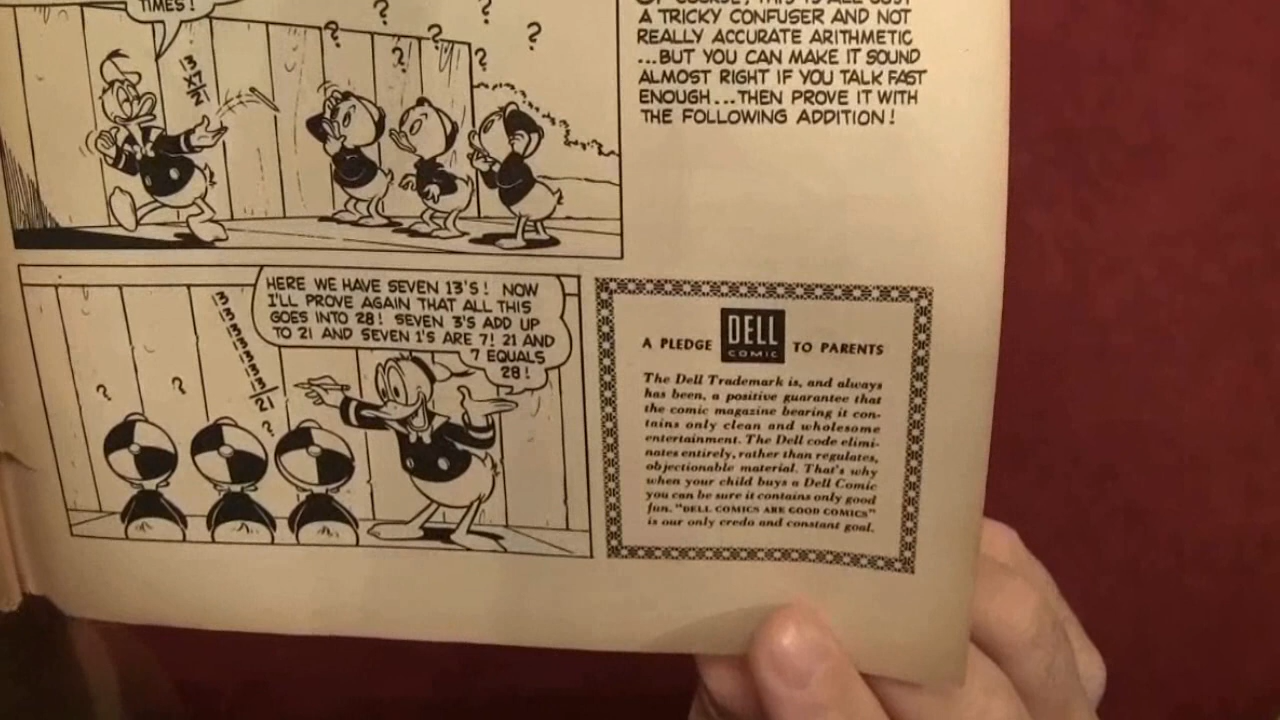 TIMES!
13
X7
21
? ? ? ? ? ? ?
A TRICKY CONFUSER AND NOT
REALLY ACCURATE ARITHMETIC
...BUT YOU CAN MAKE IT SOUND
ALMOST RIGHT IF YOU TALK FAST
ENOUGH...THEN PROVE IT WITH
THE FOLLOWING ADDITION!
HERE WE HAVE SEVEN 13'S! NOW
I'LL PROVE AGAIN THAT ALL THIS
GOES INTO 28! SEVEN 3'S ADD UP
TO 21 AND SEVEN 1'S ARE 7! 21 AND
7 EQUALS
28!
13
13
13
13
13
13
13
21
? ? ?
A PLEDGE DELL COMIC TO PARENTS
The Dell Trademark is, and always
has been, a positive guarantee that
the comic magazine bearing it con-
tains only clean and wholesome
entertainment. The Dell code elimi-
nates entirely, rather than regulates,
objectionable material. That's why
when your child buys a Dell Comic
you can be sure it contains only good
fun. "DELL COMICS ARE GOOD COMICS"
is our only credo and constant goal.